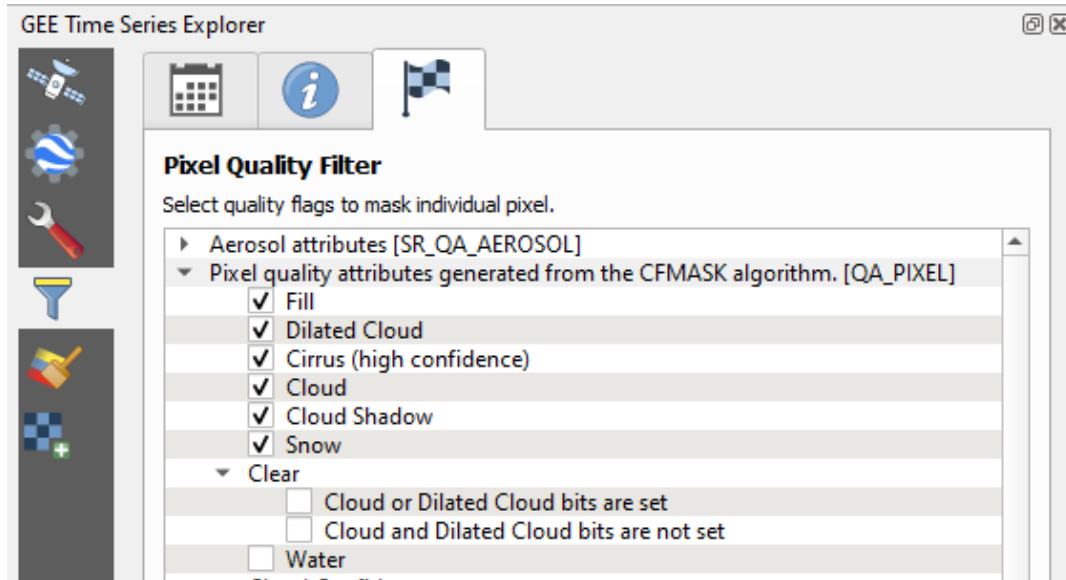 GEE Time Series Explorer
Pixel Quality Filter
Select quality flags to mask individual pixel.
Aerosol attributes [SR_QA_AEROSOL]
Pixel quality attributes generated from the CFMASK algorithm. [QA_PIXEL]
Fill
Dilated Cloud
Cirrus (high confidence)
Cloud
Cloud Shadow
Snow
Clear
Cloud or Dilated Cloud bits are set
Cloud and Dilated Cloud bits are not set
Water